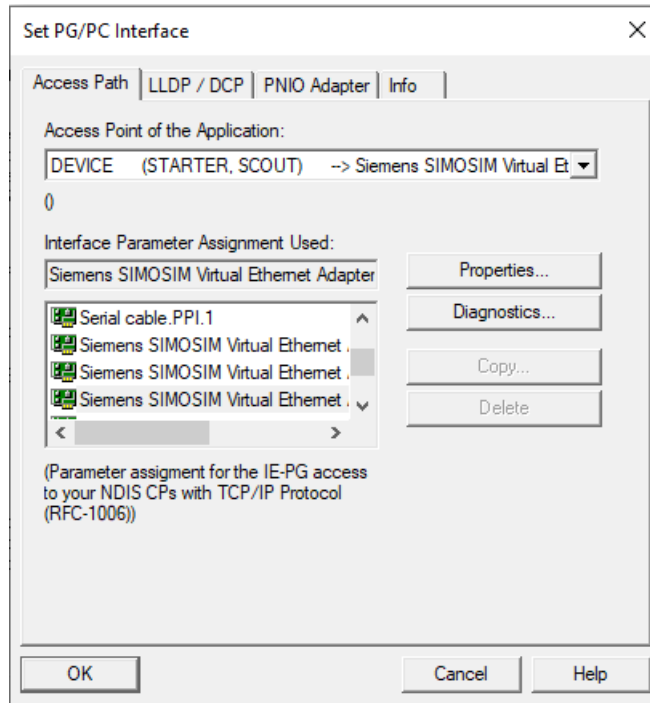 Set PG/PC Interface
Access Path LLDP / DCP PNIO Adapter Info
Access Point of the Application:
DEVICE (STARTER, SCOUT) --> Siemens SIMOSIM Virtual Et
()
Interface Parameter Assignment Used:
Siemens SIMOSIM Virtual Ethernet Adapter
Properties...
Diagnostics...
Copy...
Delete
Serial cable.PPI.1
Siemens SIMOSIM Virtual Ethernet
Siemens SIMOSIM Virtual Ethernet
Siemens SIMOSIM Virtual Ethernet
(Parameter assigment for the IE-PG access
to your NDIS CPs with TCP/IP Protocol
(RFC-1006))
OK Cancel Help